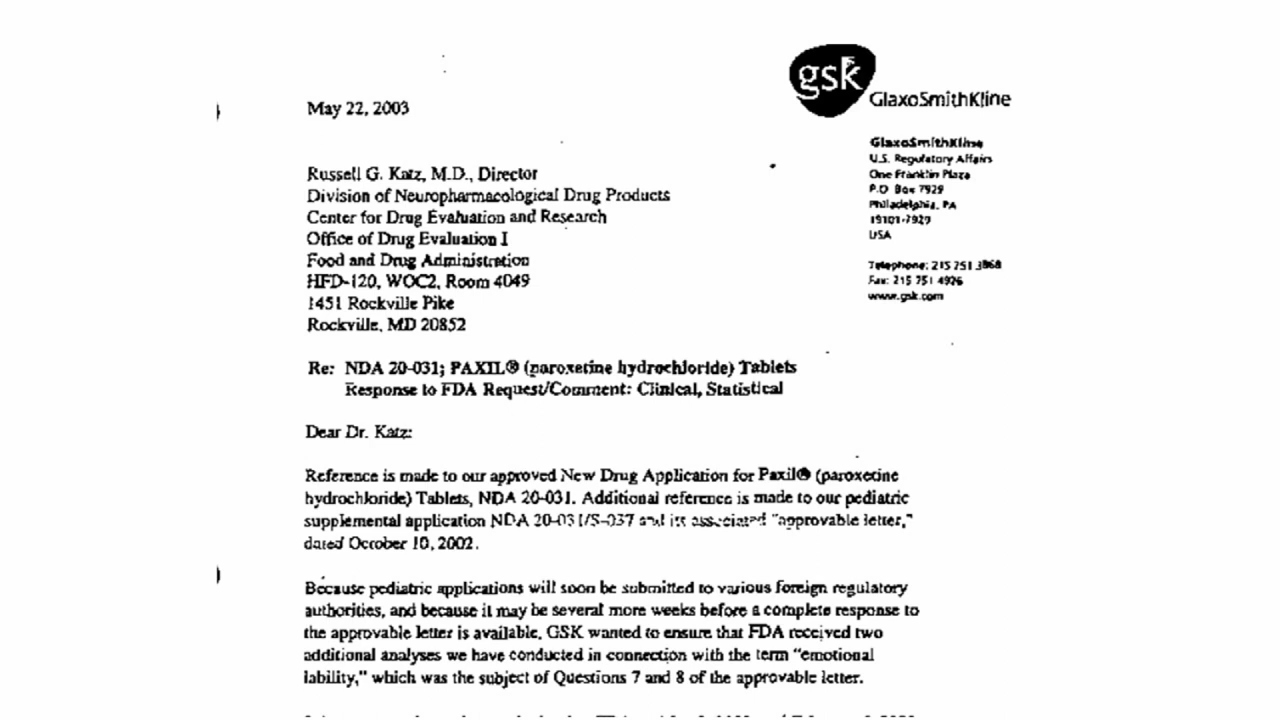 gsk
GlaxoSmithKline
May 22, 2003
GlaxoSmithKline
U.S. Regulatory Affairs
One Franklin Plaza
P.O. Box 7929
Philadelphia, PA
19101-7929
USA
Telephone: 215 751 3868
Fax: 215 751 4926
www.gsk.com
Russell G. Katz, M.D., Director
Division of Neuropharmacological Drug Products
Center for Drug Evaluation and Research
Office of Drug Evaluation I
Food and Drug Administration
HFD-120, WOC2, Room 4049
1451 Rockville Pike
Rockville, MD 20852
Re: NDA 20-031; PAXIL® (paroxetine hydrochloride) Tablets
Response to FDA Request/Comment: Clinical, Statistical
Dear Dr. Katz:
Reference is made to our approved New Drug Application for Paxil® (paroxetine
hydrochloride) Tablets, NDA 20-031. Additional reference is made to our pediatric
supplemental application NDA 20-031/S-037 and its associated "approvable letter,"
dated October 10, 2002.
Because pediatric applications will soon be submitted to various foreign regulatory
authorities, and because it may be several more weeks before a complete response to
the approvable letter is available, GSK wanted to ensure that FDA received two
additional analyses we have conducted in connection with the term "emotional
lability," which was the subject of Questions 7 and 8 of the approvable letter.